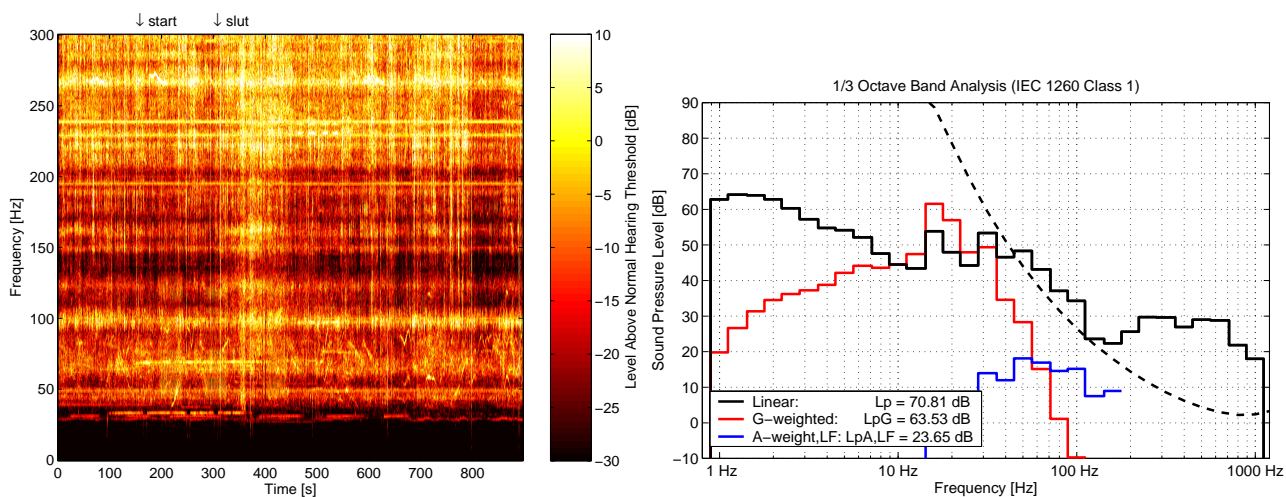 ↓ start ↓ slut
300
250
200
150
100
50
0
Frequency [Hz]
0 100 200 300 400 500 600 700 800
Time [s]
10
5
0
−5
−10
−15
−20
−25
−30
Level Above Normal Hearing Threshold [dB]
1/3 Octave Band Analysis (IEC 1260 Class 1)
90
80
70
60
50
40
30
20
10
0
−10
Sound Pressure Level [dB]
Linear: Lp = 70.81 dB
G−weighted: LpG = 63.53 dB
A−weight,LF: LpA,LF = 23.65 dB
1 Hz 10 Hz 100 Hz 1000 Hz
Frequency [Hz]